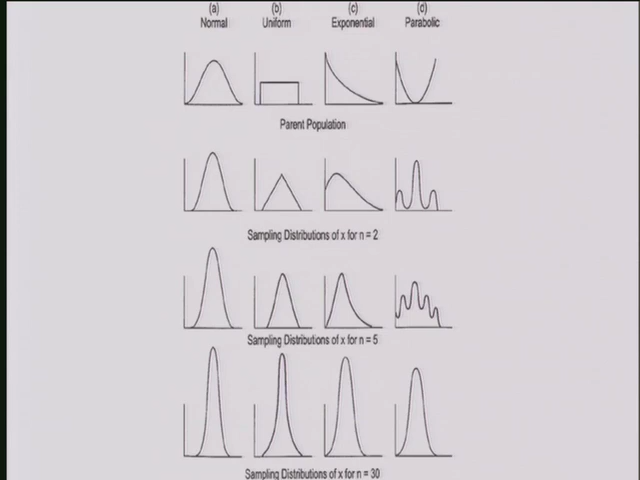 (a) (b) (c) (d)
Normal Uniform Exponential Parabolic
Parent Population
Sampling Distributions of x for n = 2
Sampling Distributions of x for n = 5
Sampling Distributions of x for n = 30